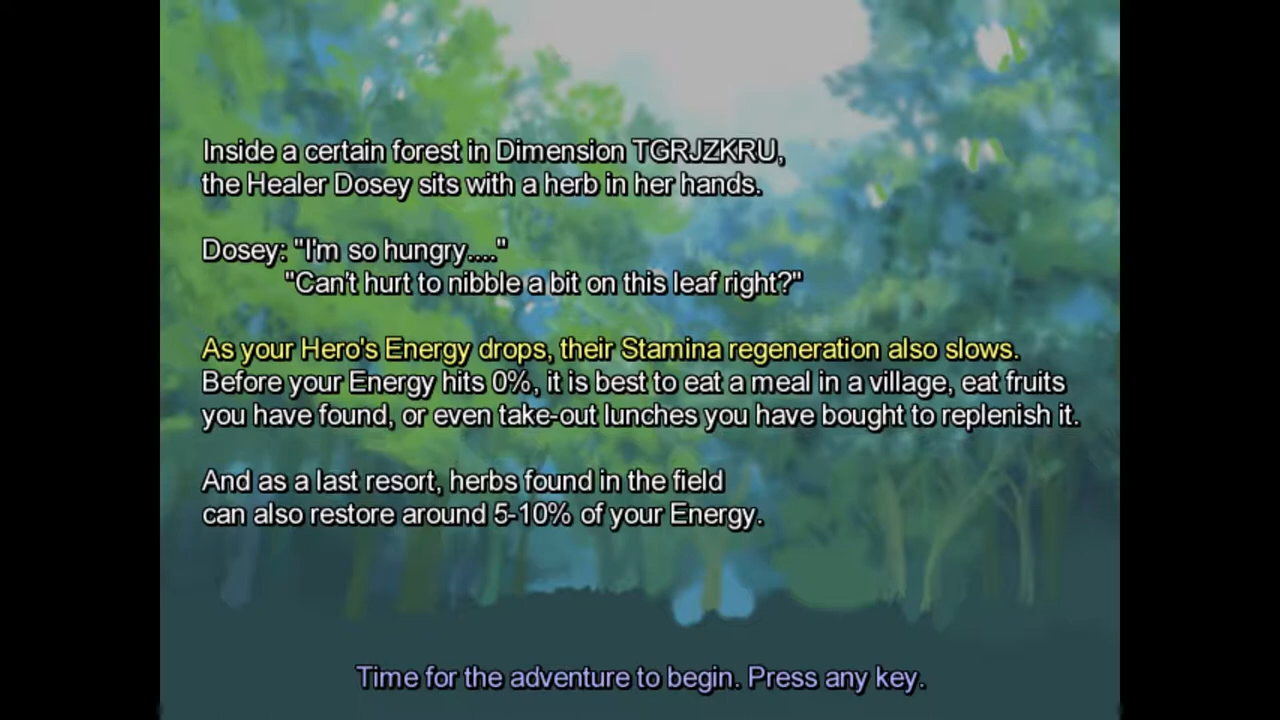 Inside a certain forest in Dimension TGRJZKRU,
the Healer Dosey sits with a herb in her hands.
Dosey: "I'm so hungry...."
"Can't hurt to nibble a bit on this leaf right?"
As your Hero's Energy drops, their Stamina regeneration also slows.
Before your Energy hits 0%, it is best to eat a meal in a village, eat fruits
you have found, or even take-out lunches you have bought to replenish it.
And as a last resort, herbs found in the field
can also restore around 5-10% of your Energy.
Time for the adventure to begin. Press any key.